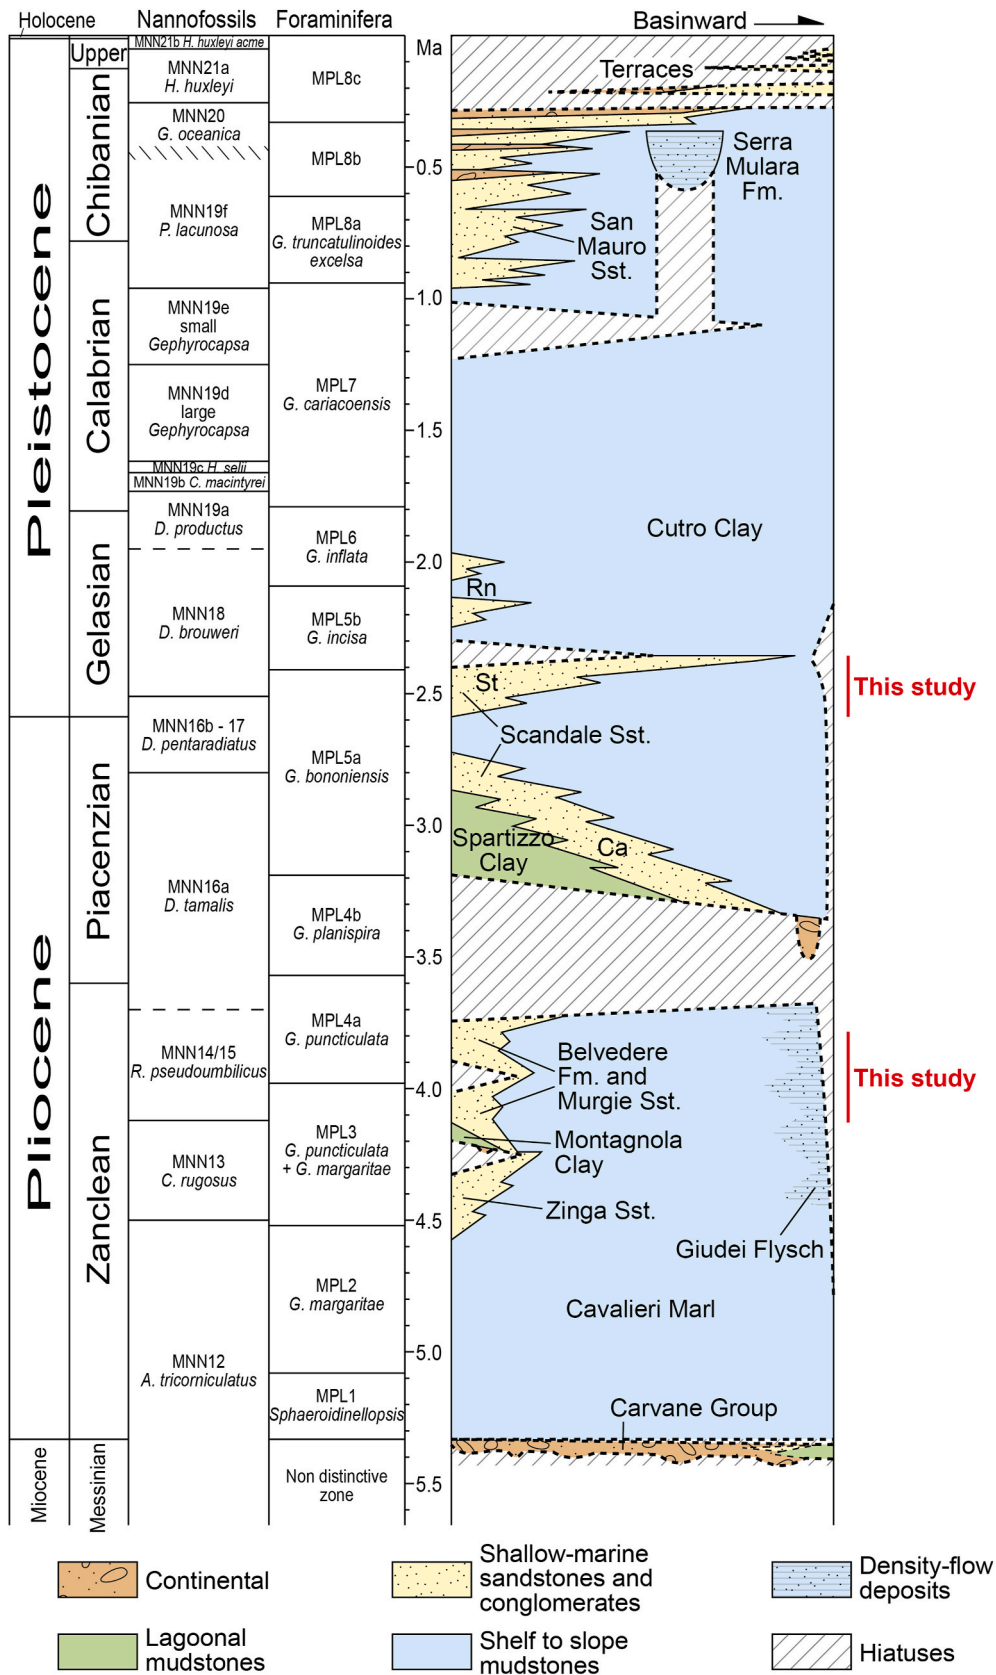 Holocene
Nannofossils
Foraminifera
Basinward
Ma
Pleistocene
Pliocene
Miocene
Upper
Chibanian
Calabrian
Gelasian
Piacenzian
Zanclean
Messinian
MNN21b H. huxleyi acme
MNN21a
H. huxleyi
MNN20
G. oceanica
MNN19f
P. lacunosa
MNN19e
small
Gephyrocapsa
MNN19d
large
Gephyrocapsa
MNN19c H. selii
MNN19b C. macintyrei
MNN19a
D. productus
MNN18
D. brouweri
MNN16b - 17
D. pentaradiatus
MNN16a
D. tamalis
MNN14/15
R. pseudoumbilicus
MNN13
C. rugosus
MNN12
A. tricorniculatus
MPL8c
MPL8b
MPL8a
G. truncatulinoides
excelsa
MPL7
G. cariacoensis
MPL6
G. inflata
MPL5b
G. incisa
MPL5a
G. bononiensis
MPL4b
G. planispira
MPL4a
G. puncticulata
MPL3
G. puncticulata
+ G. margaritae
MPL2
G. margaritae
MPL1
Sphaeroidinellopsis
Non distinctive
zone
0.5
1.0
1.5
2.0
2.5
3.0
3.5
4.0
4.5
5.0
5.5
Terraces
Serra
Mulara
Fm.
San
Mauro
Sst.
Cutro Clay
Rn
St
Scandale Sst.
This study
Spartizzo
Clay
Ca
Belvedere
Fm. and
Murgie Sst.
This study
Montagnola
Clay
Zinga Sst.
Giudei Flysch
Cavalieri Marl
Carvane Group
Continental
Shallow-marine
sandstones and
conglomerates
Density-flow
deposits
Lagoonal
mudstones
Shelf to slope
mudstones
Hiatuses